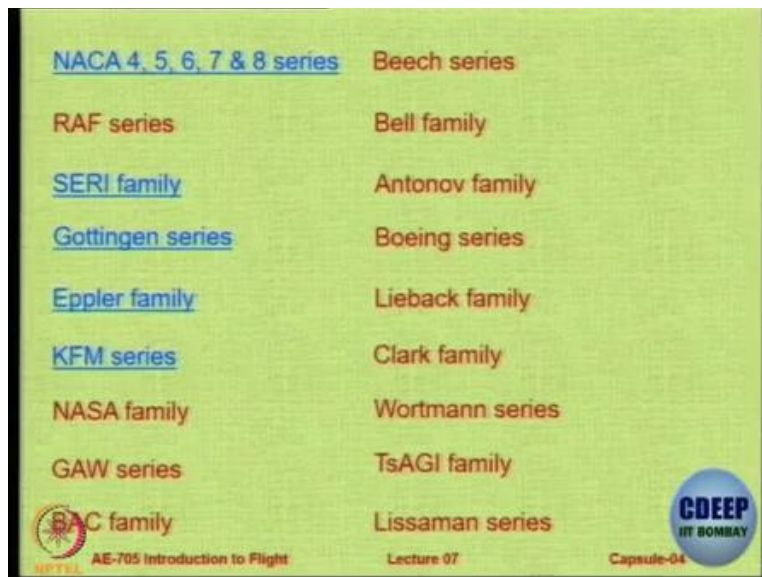 NACA 4, 5, 6, 7 & 8 series
RAF series
SERI family
Gottingen series
Eppler family
KFM series
NASA family
GAW series
BAC family
Beech series
Bell family
Antonov family
Boeing series
Lieback family
Clark family
Wortmann series
TsAGI family
Lissaman series
NPTEL
AE-705 Introduction to Flight
Lecture 07
Capsule-04
CDEEP
IIT BOMBAY